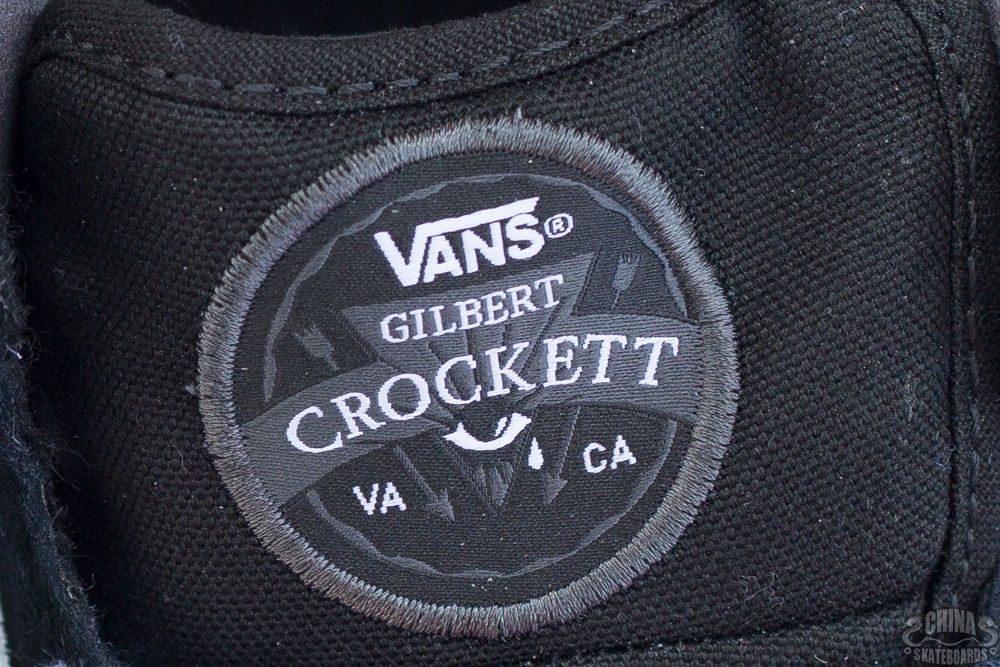 VANS®
GILBERT
CROCKETT
VA CA
CHINA
SKATEBOARDS